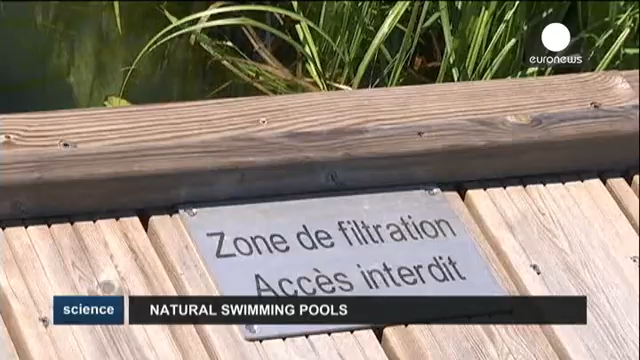 euronews
Zone de filtration
Accès interdit
science
NATURAL SWIMMING POOLS